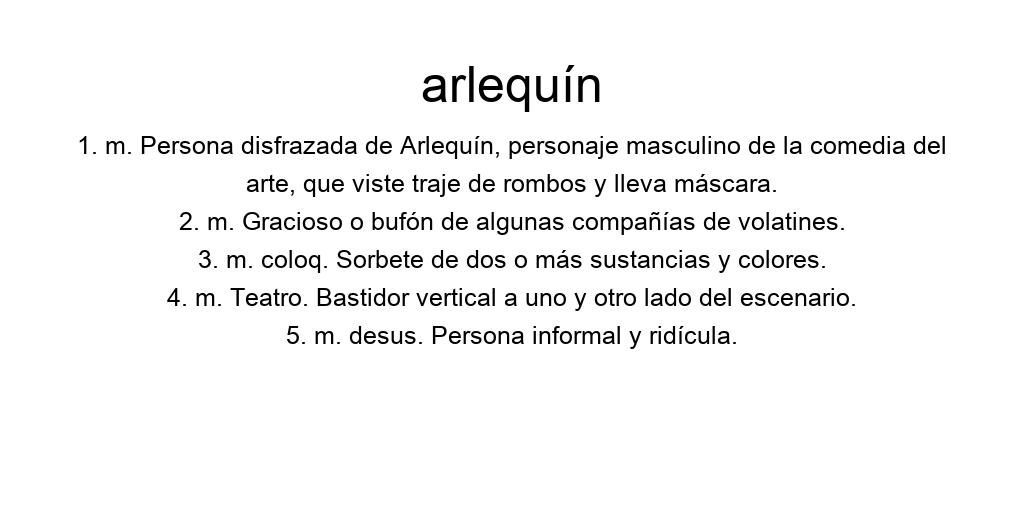 arlequín
1. m. Persona disfrazada de Arlequín, personaje masculino de la comedia del
arte, que viste traje de rombos y lleva máscara.
2. m. Gracioso o bufón de algunas compañías de volatines.
3. m. coloq. Sorbete de dos o más sustancias y colores.
4. m. Teatro. Bastidor vertical a uno y otro lado del escenario.
5. m. desus. Persona informal y ridícula.